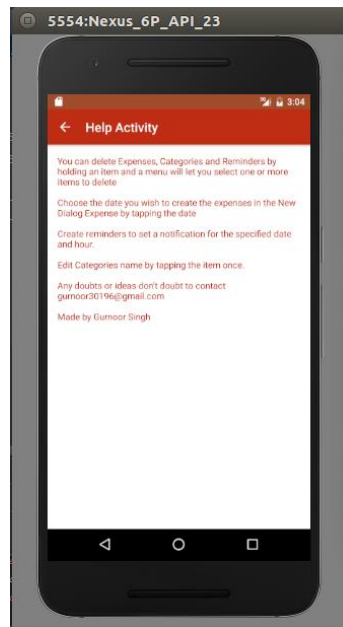 5554:Nexus_6P_API_23
3:04
Help Activity
You can delete Expenses, Categories and Reminders by
holding an item and a menu will let you select one or more
items to delete
Choose the date you wish to create the expenses in the New
Dialog Expense by tapping the date
Create reminders to set a notification for the specified date
and hour.
Edit Categories name by tapping the item once.
Any doubts or ideas don't doubt to contact
gurnoor30196@gmail.com
Made by Gurnoor Singh